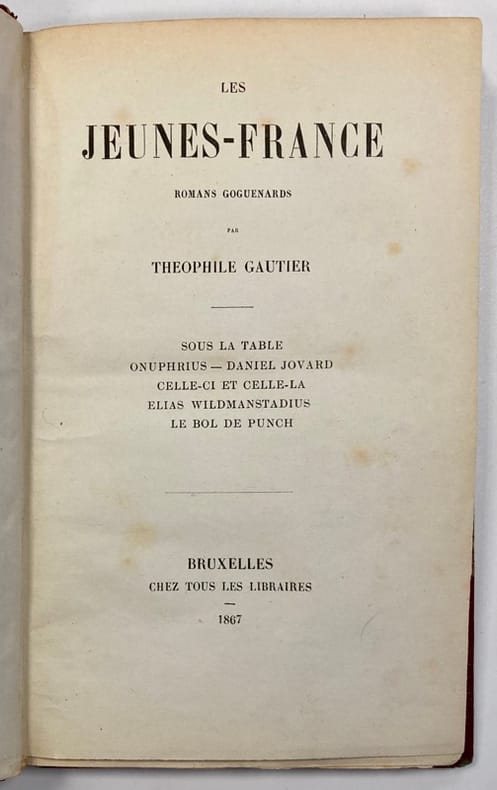 LES
JEUNES-FRANCE
ROMANS GOGUENARDS
PAR
THEOPHILE GAUTIER
SOUS LA TABLE
ONUPHRIUS — DANIEL JOVARD
CELLE-CI ET CELLE-LA
ELIAS WILDMANSTADIUS
LE BOL DE PUNCH
BRUXELLES
CHEZ TOUS LES LIBRAIRES
1867